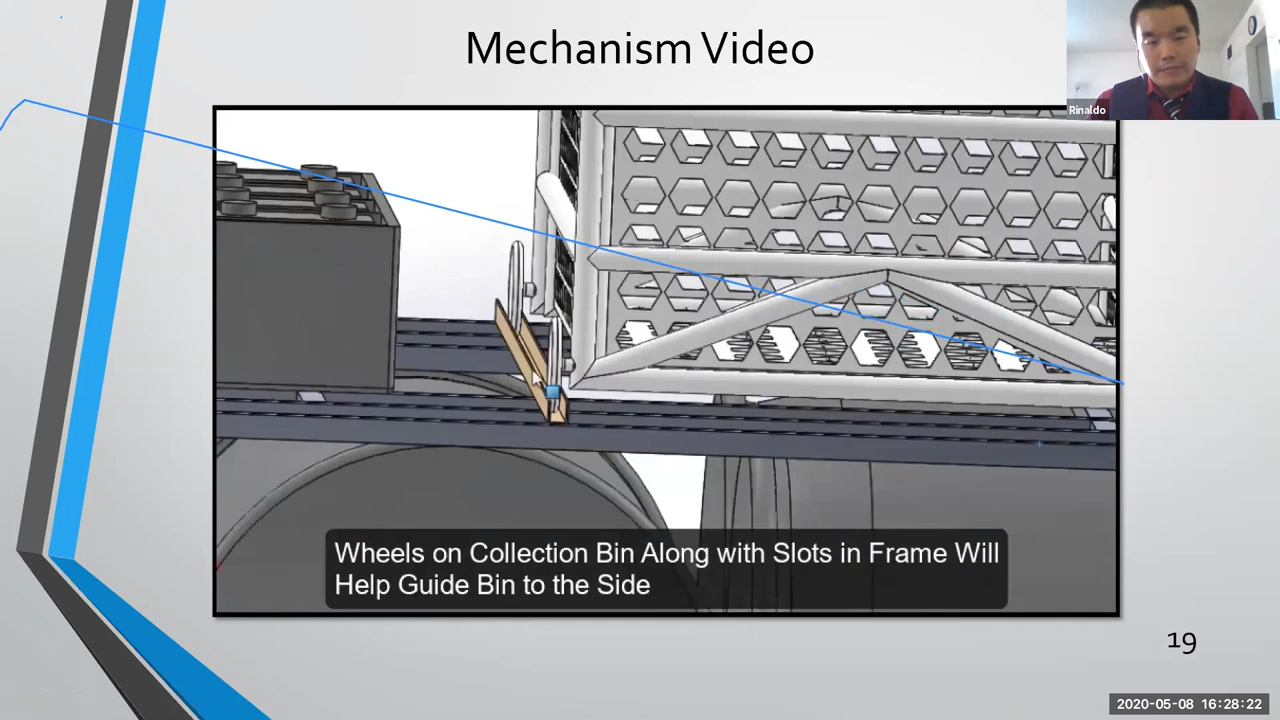 Mechanism Video
Rinaldo
Wheels on Collection Bin Along with Slots in Frame Will
Help Guide Bin to the Side
19
2020-05-08 16:28:22